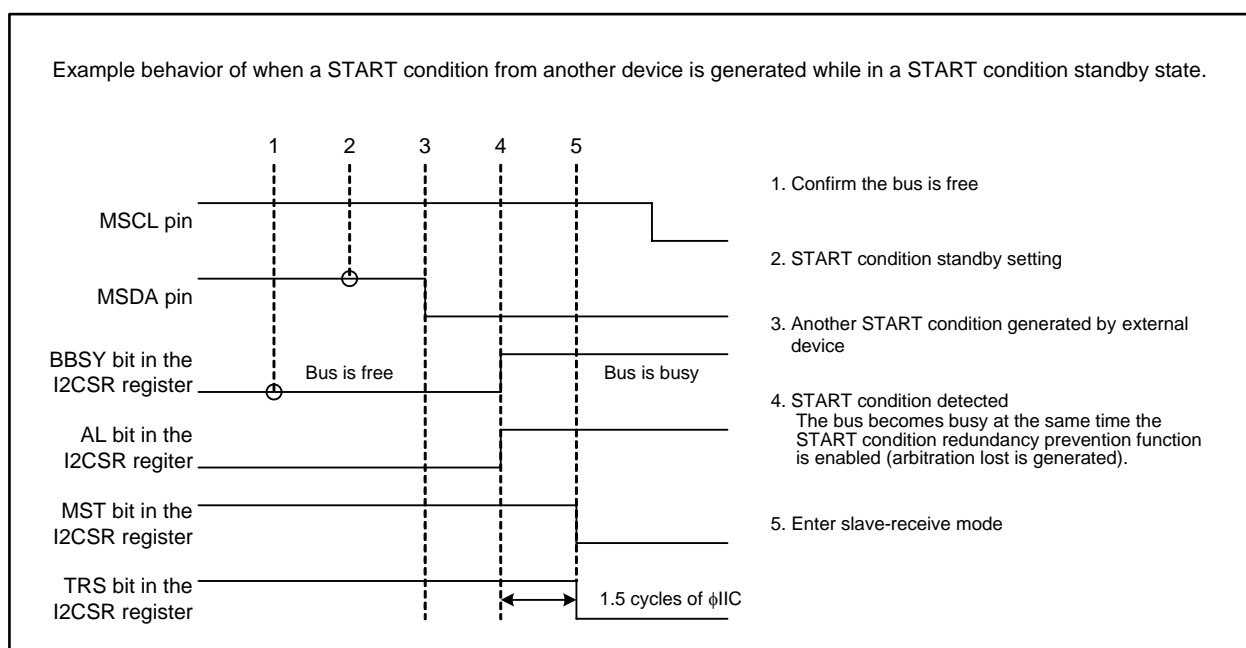 Example behavior of when a START condition from another device is generated while in a START condition standby state.
1 2 3 4 5
MSCL pin
MSDA pin
BBSY bit in the
I2CSR register
Bus is free
Bus is busy
AL bit in the
I2CSR regiter
MST bit in the
I2CSR register
TRS bit in the
I2CSR register
1.5 cycles of ϕIIC
1. Confirm the bus is free
2. START condition standby setting
3. Another START condition generated by external
device
4. START condition detected
The bus becomes busy at the same time the
START condition redundancy prevention function
is enabled (arbitration lost is generated).
5. Enter slave-receive mode